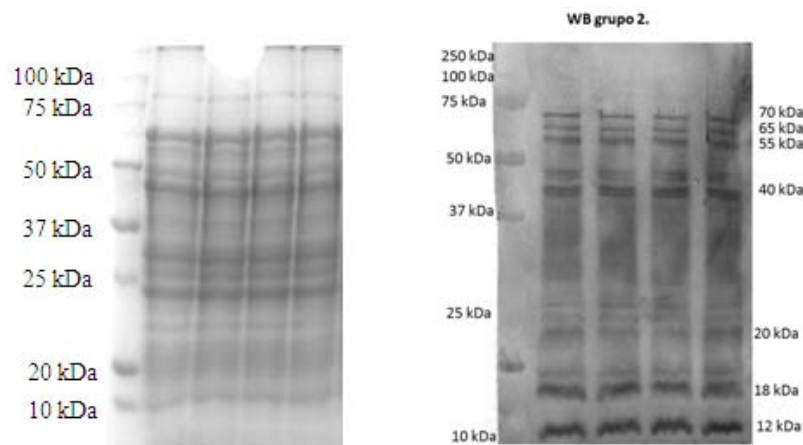 WB grupo 2.
100 kDa
75 kDa
50 kDa
37 kDa
25 kDa
20 kDa
10 kDa
250 kDa
100 kDa
75 kDa
50 kDa
37 kDa
25 kDa
10 kDa
70 kDa
65 kDa
55 kDa
40 kDa
20 kDa
18 kDa
12 kDa